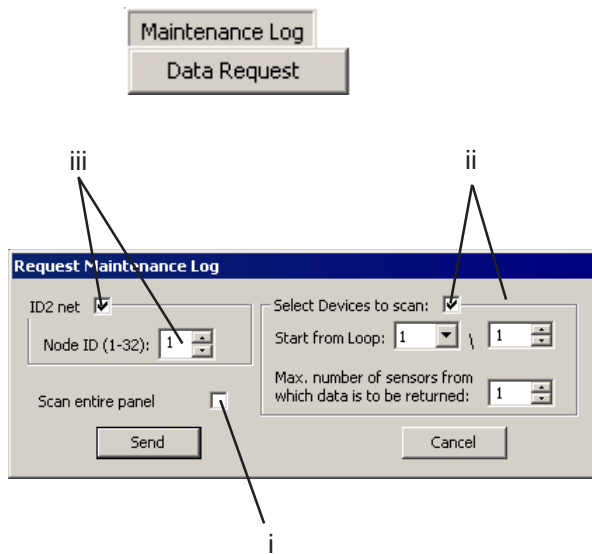 Maintenance Log
Data Request
iii
ii
Request Maintenance Log
ID2 net
Node ID (1-32): 1
Scan entire panel
Send
Select Devices to scan:
Start from Loop: 1 \ 1
Max. number of sensors from
which data is to be returned: 1
Cancel
i